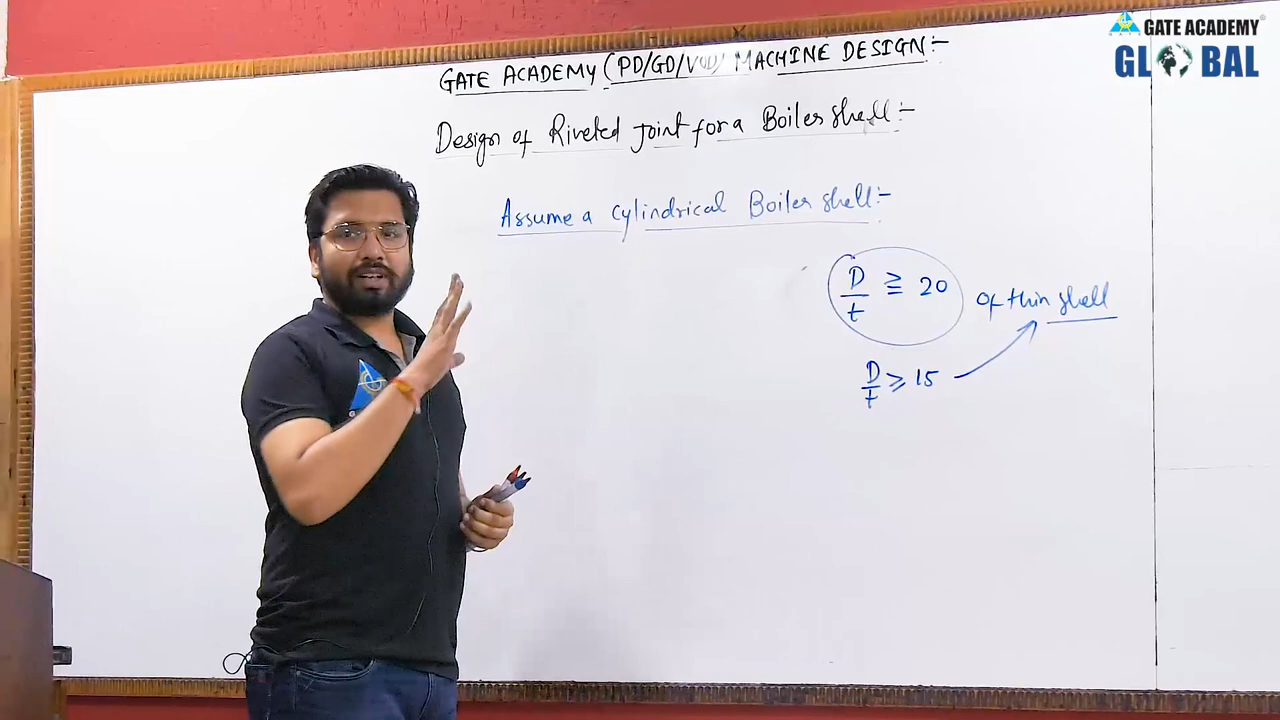 GATE ACADEMY®
GLOBAL
GATE ACADEMY (PD/GD/VOD) MACHINE DESIGN:-
Design of Riveted Joint for a Boiler shell:-
Assume a Cylindrical Boiler shell:-
D/t ≧ 20 of thin shell
D/t ≥ 15